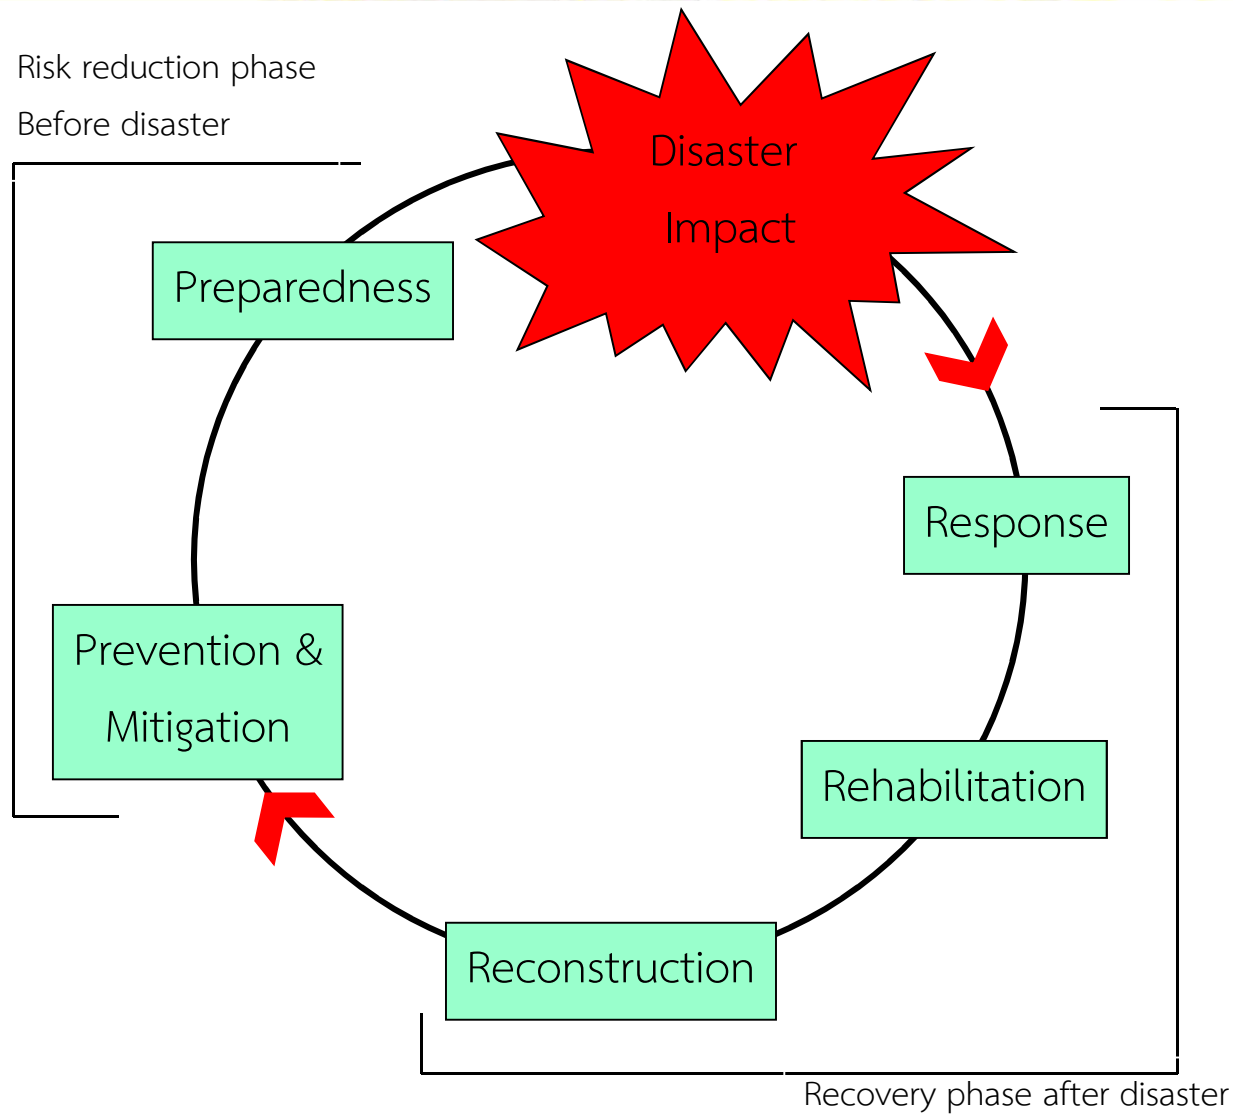 Risk reduction phase
Before disaster
Disaster
Impact
Preparedness
Response
Prevention &
Mitigation
Rehabilitation
Reconstruction
Recovery phase after disaster